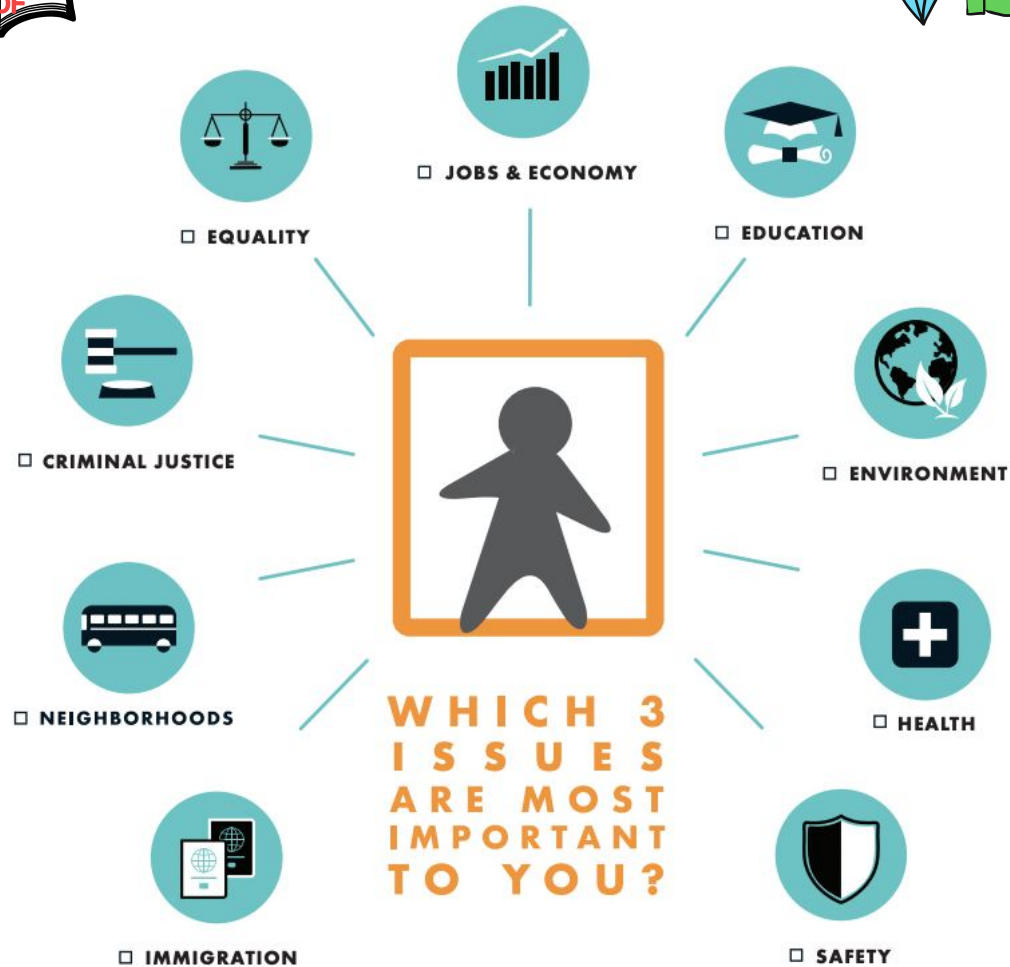 DF
□ JOBS & ECONOMY
□ EQUALITY
□ EDUCATION
□ CRIMINAL JUSTICE
□ ENVIRONMENT
□ NEIGHBORHOODS
□ HEALTH
WHICH 3
ISSUES
ARE MOST
IMPORTANT
TO YOU?
□ IMMIGRATION
□ SAFETY